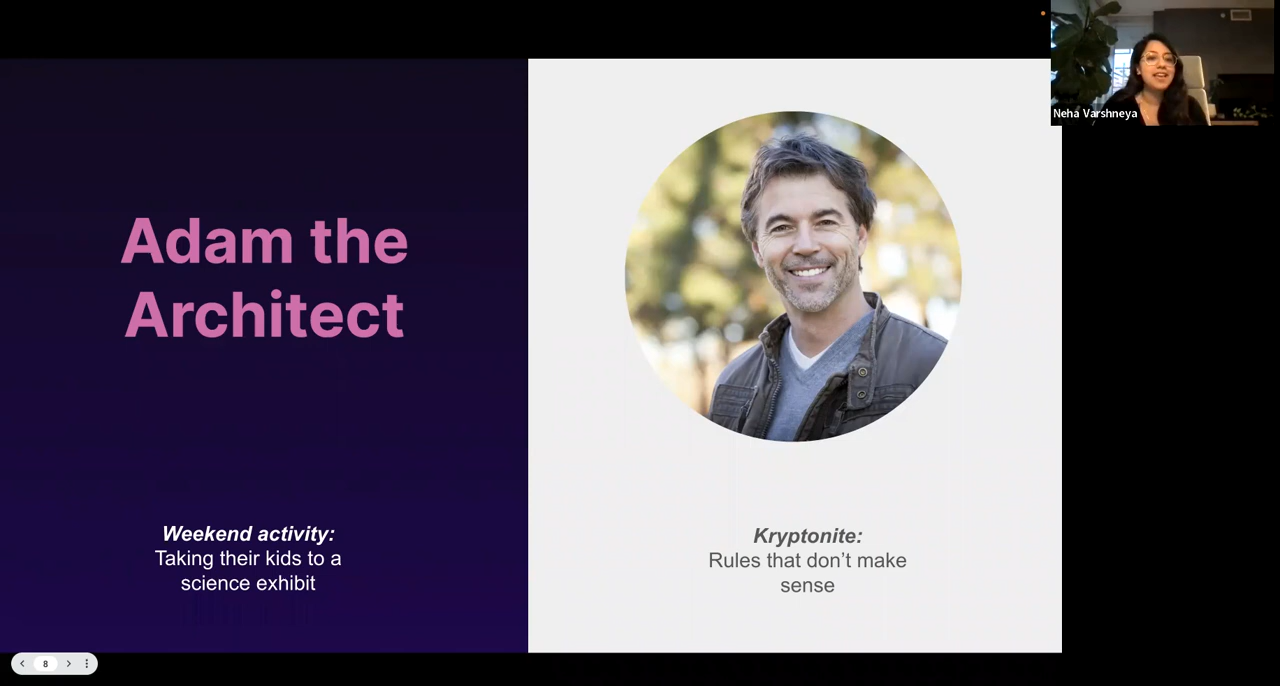 Neha Varshneya
Adam the
Architect
Weekend activity:
Taking their kids to a
science exhibit
Kryptonite:
Rules that don’t make
sense
8